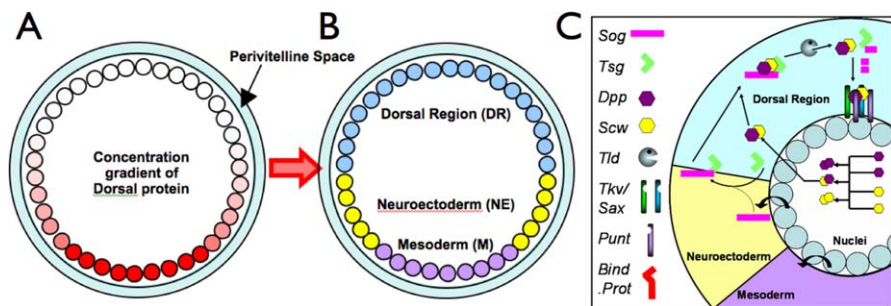 A
B
C
Perivitelline Space
Concentration
gradient of
Dorsal protein
Dorsal Region (DR)
Neuroectoderm (NE)
Mesoderm (M)
Sog
Tsg
Dpp
Scw
Tld
Tkv/
Sax
Punt
Bind
.Prot
Dorsal Region
Nuclei
Neuroectoderm
Mesoderm